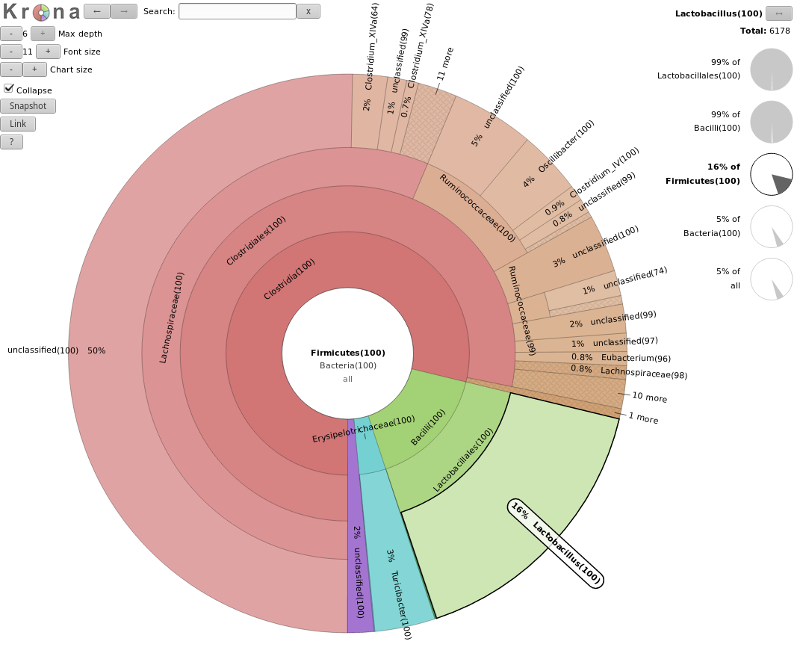 Krona
← → Search: x
- 6 + Max depth
- 11 + Font size
- + Chart size
Collapse
Snapshot
Link
?
Lactobacillus(100)
Total: 6178
99% of
Lactobacillales(100)
99% of
Bacilli(100)
16% of
Firmicutes(100)
5% of
Bacteria(100)
5% of
all
2% Clostridium_XIVa(64)
1% unclassified(99)
0.7% Clostridium_XIVa(78)
11 more
5% unclassified(100)
4% Oscillibacter(100)
0.9% Clostridium_IV(100)
0.8% unclassified(99)
3% unclassified(100)
1% unclassified(74)
2% unclassified(99)
1% unclassified(97)
0.8% Eubacterium(96)
0.8% Lachnospiraceae(98)
10 more
1 more
Ruminococcaceae(100)
Ruminococcaceae(99)
Clostridiales(100)
Clostridia(100)
Lachnospiraceae(100)
unclassified(100) 50%
Firmicutes(100)
Bacteria(100)
all
Erysipelotrichaceae(100)
Bacilli(100)
Lactobacillales(100)
16% Lactobacillus(100)
2% unclassified(100)
3% Turicibacter(100)